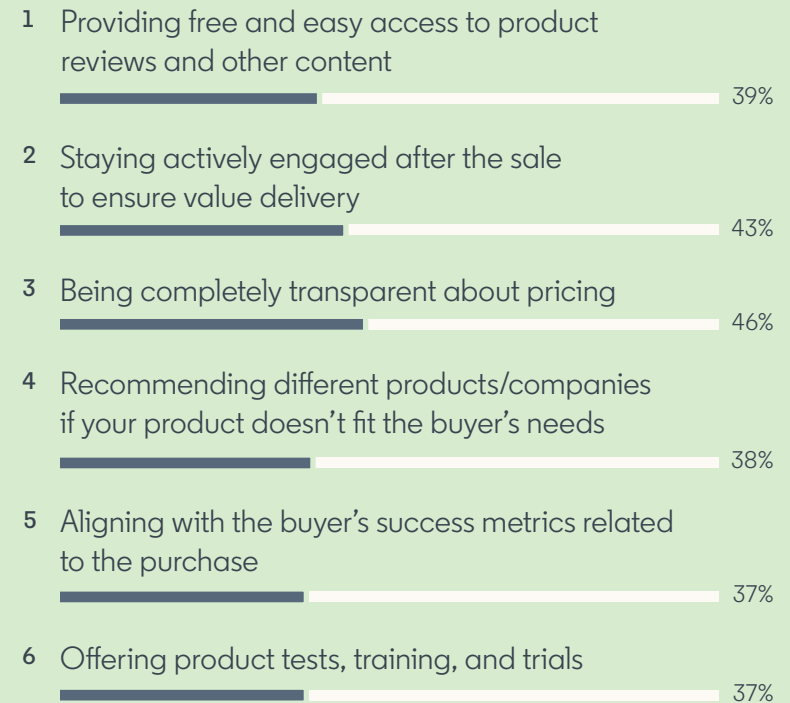 1 Providing free and easy access to product
reviews and other content
39%
2 Staying actively engaged after the sale
to ensure value delivery
43%
3 Being completely transparent about pricing
46%
4 Recommending different products/companies
if your product doesn’t fit the buyer’s needs
38%
5 Aligning with the buyer’s success metrics related
to the purchase
37%
6 Offering product tests, training, and trials
37%